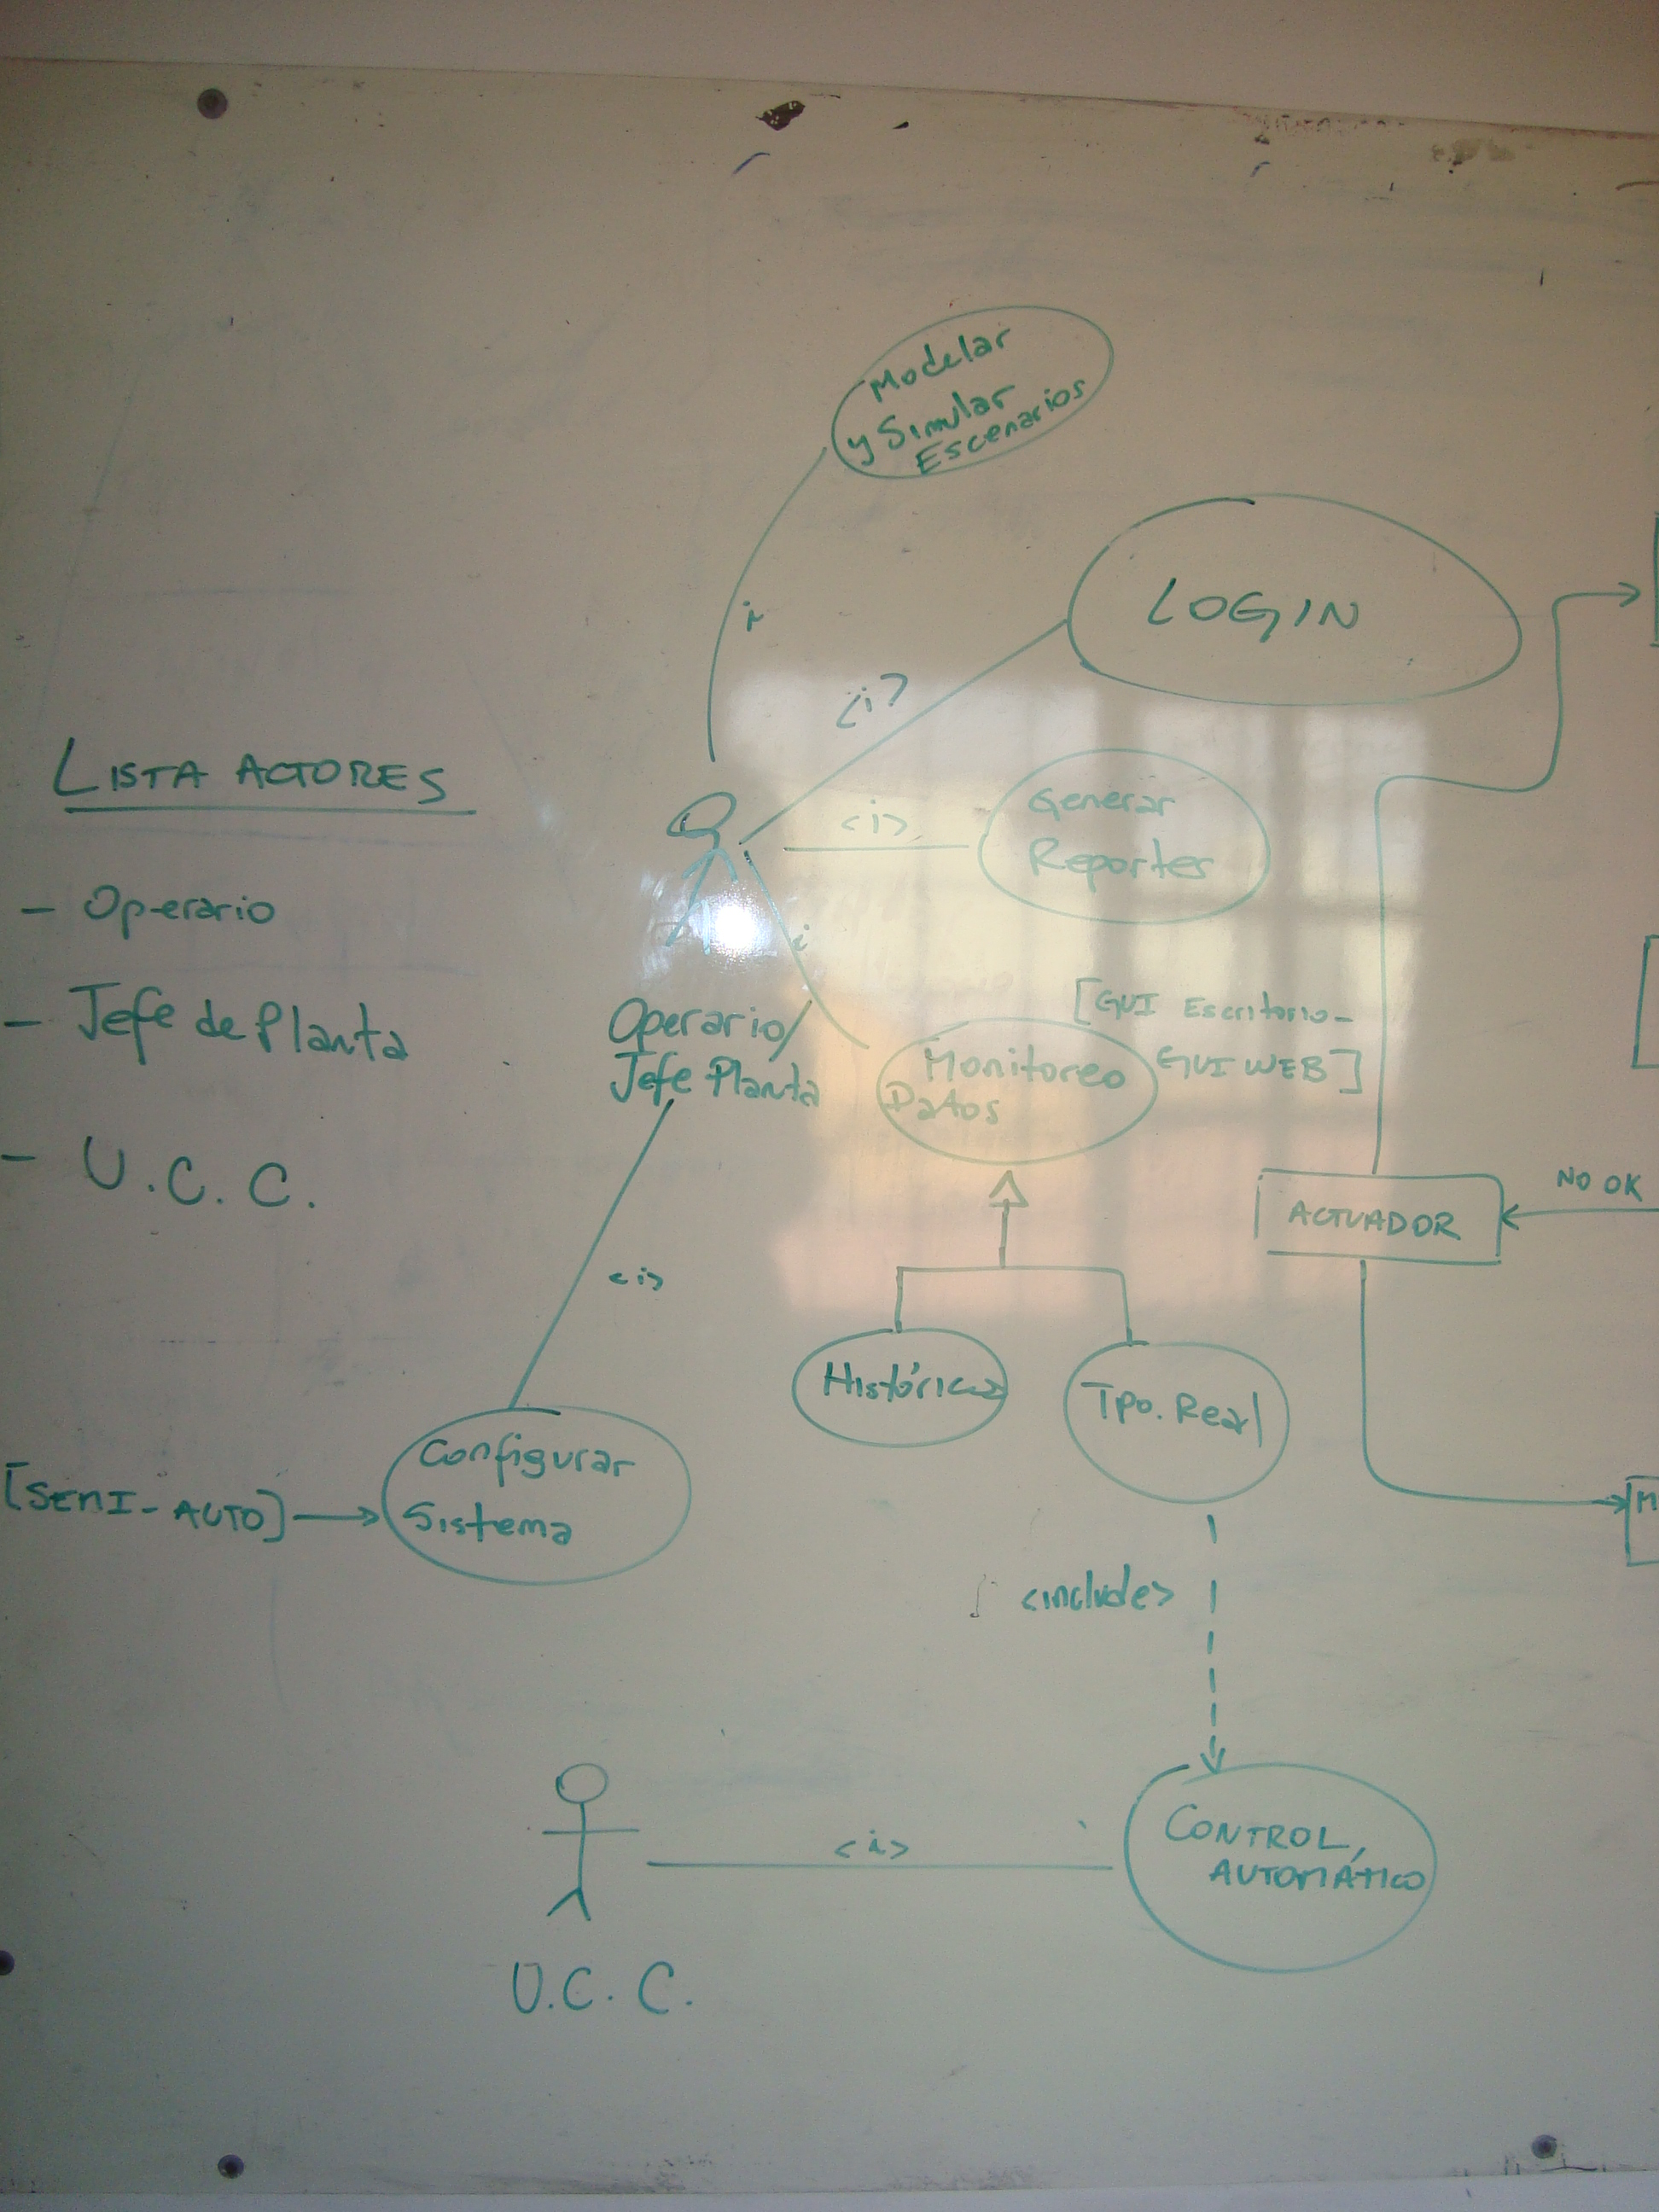 Modelar
y Simular
Escenarios
LOGIN
i
<i>
LISTA ACTORES
Generar
Reportes
<i>
- Operario
i
- Jefe de Planta
Operario/
Jefe Planta
[GUI Escritorio-
GUI WEB]
Monitoreo
Datos
- U.C.C.
NO OK
ACTUADOR
<i>
Históricos
Tpo. Real
Configurar
Sistema
[SEMI-AUTO]
M
<include>
CONTROL
AUTOMÁTICO
<i>
U.C.C.